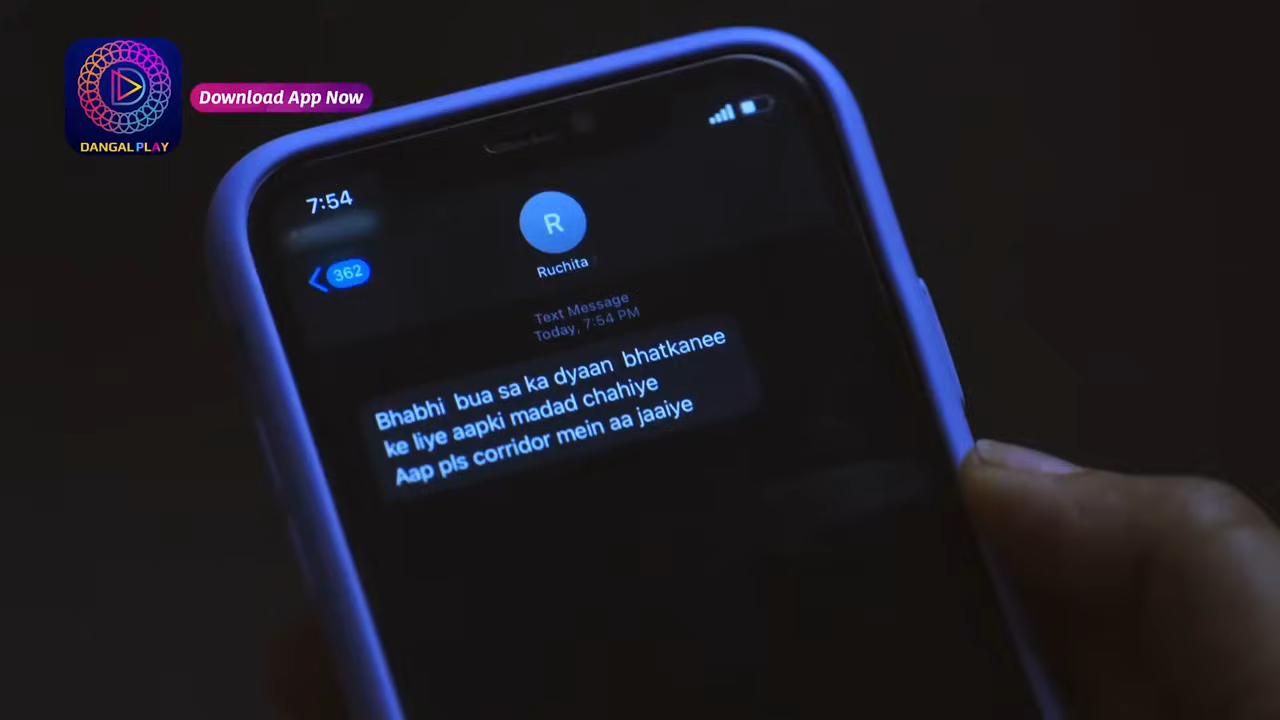 DANGAL PLAY
Download App Now
7:54
362
R
Ruchita
Text Message
Today, 7:54 PM
Bhabhi bua sa ka dyaan bhatkanee
ke liye aapki madad chahiye
Aap pls corridor mein aa jaaiye